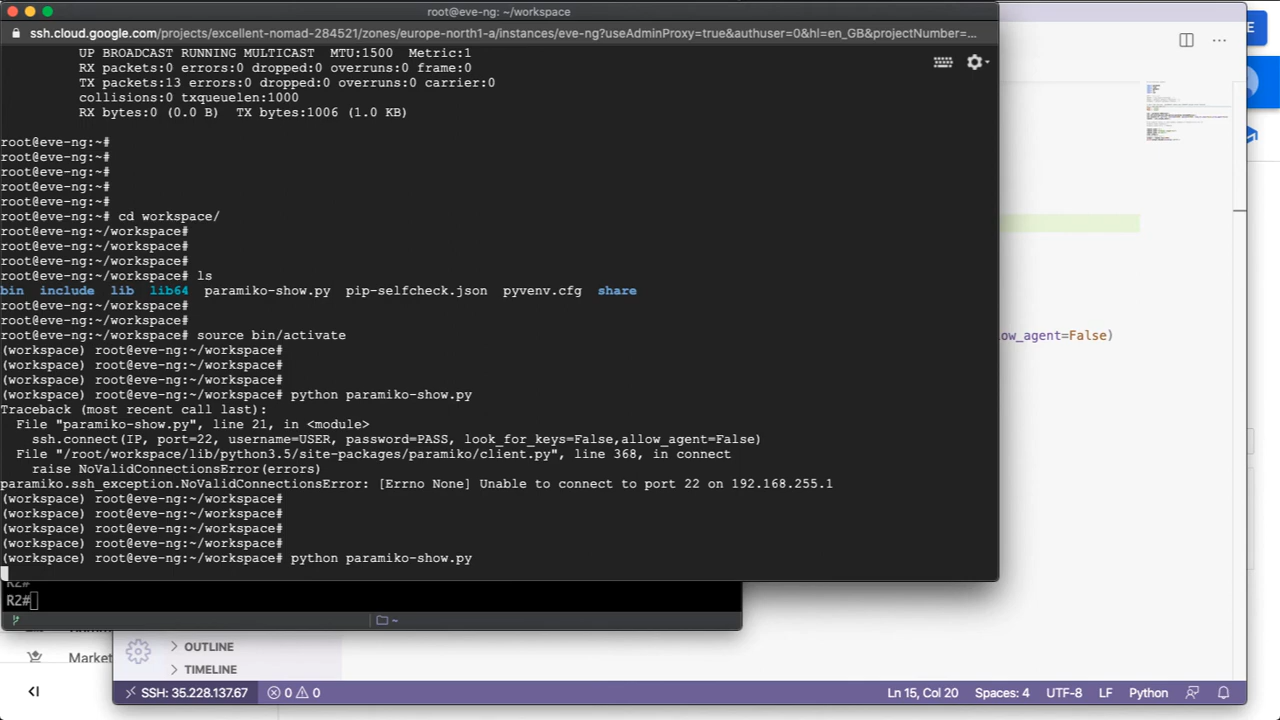 root@eve-ng: ~/workspace
ssh.cloud.google.com/projects/excellent-nomad-284521/zones/europe-north1-a/instances/eve-ng?useAdminProxy=true&authuser=0&hl=en_GB&projectNumber=...
UP BROADCAST RUNNING MULTICAST  MTU:1500  Metric:1
RX packets:0 errors:0 dropped:0 overruns:0 frame:0
TX packets:13 errors:0 dropped:0 overruns:0 carrier:0
collisions:0 txqueuelen:1000
RX bytes:0 (0.0 B)  TX bytes:1006 (1.0 KB)
root@eve-ng:~#
root@eve-ng:~#
root@eve-ng:~#
root@eve-ng:~#
root@eve-ng:~#
root@eve-ng:~# cd workspace/
root@eve-ng:~/workspace#
root@eve-ng:~/workspace#
root@eve-ng:~/workspace#
root@eve-ng:~/workspace# ls
bin  include  lib  lib64  paramiko-show.py  pip-selfcheck.json  pyvenv.cfg  share
root@eve-ng:~/workspace#
root@eve-ng:~/workspace#
root@eve-ng:~/workspace# source bin/activate
(workspace) root@eve-ng:~/workspace#
(workspace) root@eve-ng:~/workspace#
(workspace) root@eve-ng:~/workspace#
(workspace) root@eve-ng:~/workspace# python paramiko-show.py
Traceback (most recent call last):
File "paramiko-show.py", line 21, in <module>
ssh.connect(IP, port=22, username=USER, password=PASS, look_for_keys=False,allow_agent=False)
File "/root/workspace/lib/python3.5/site-packages/paramiko/client.py", line 368, in connect
raise NoValidConnectionsError(errors)
paramiko.ssh_exception.NoValidConnectionsError: [Errno None] Unable to connect to port 22 on 192.168.255.1
(workspace) root@eve-ng:~/workspace#
(workspace) root@eve-ng:~/workspace#
(workspace) root@eve-ng:~/workspace#
(workspace) root@eve-ng:~/workspace#
(workspace) root@eve-ng:~/workspace# python paramiko-show.py
R2#
R2#
~
Market
OUTLINE
TIMELINE
ow_agent=False)
E
SSH: 35.228.137.67  0  0  Ln 15, Col 20  Spaces: 4  UTF-8  LF  Python